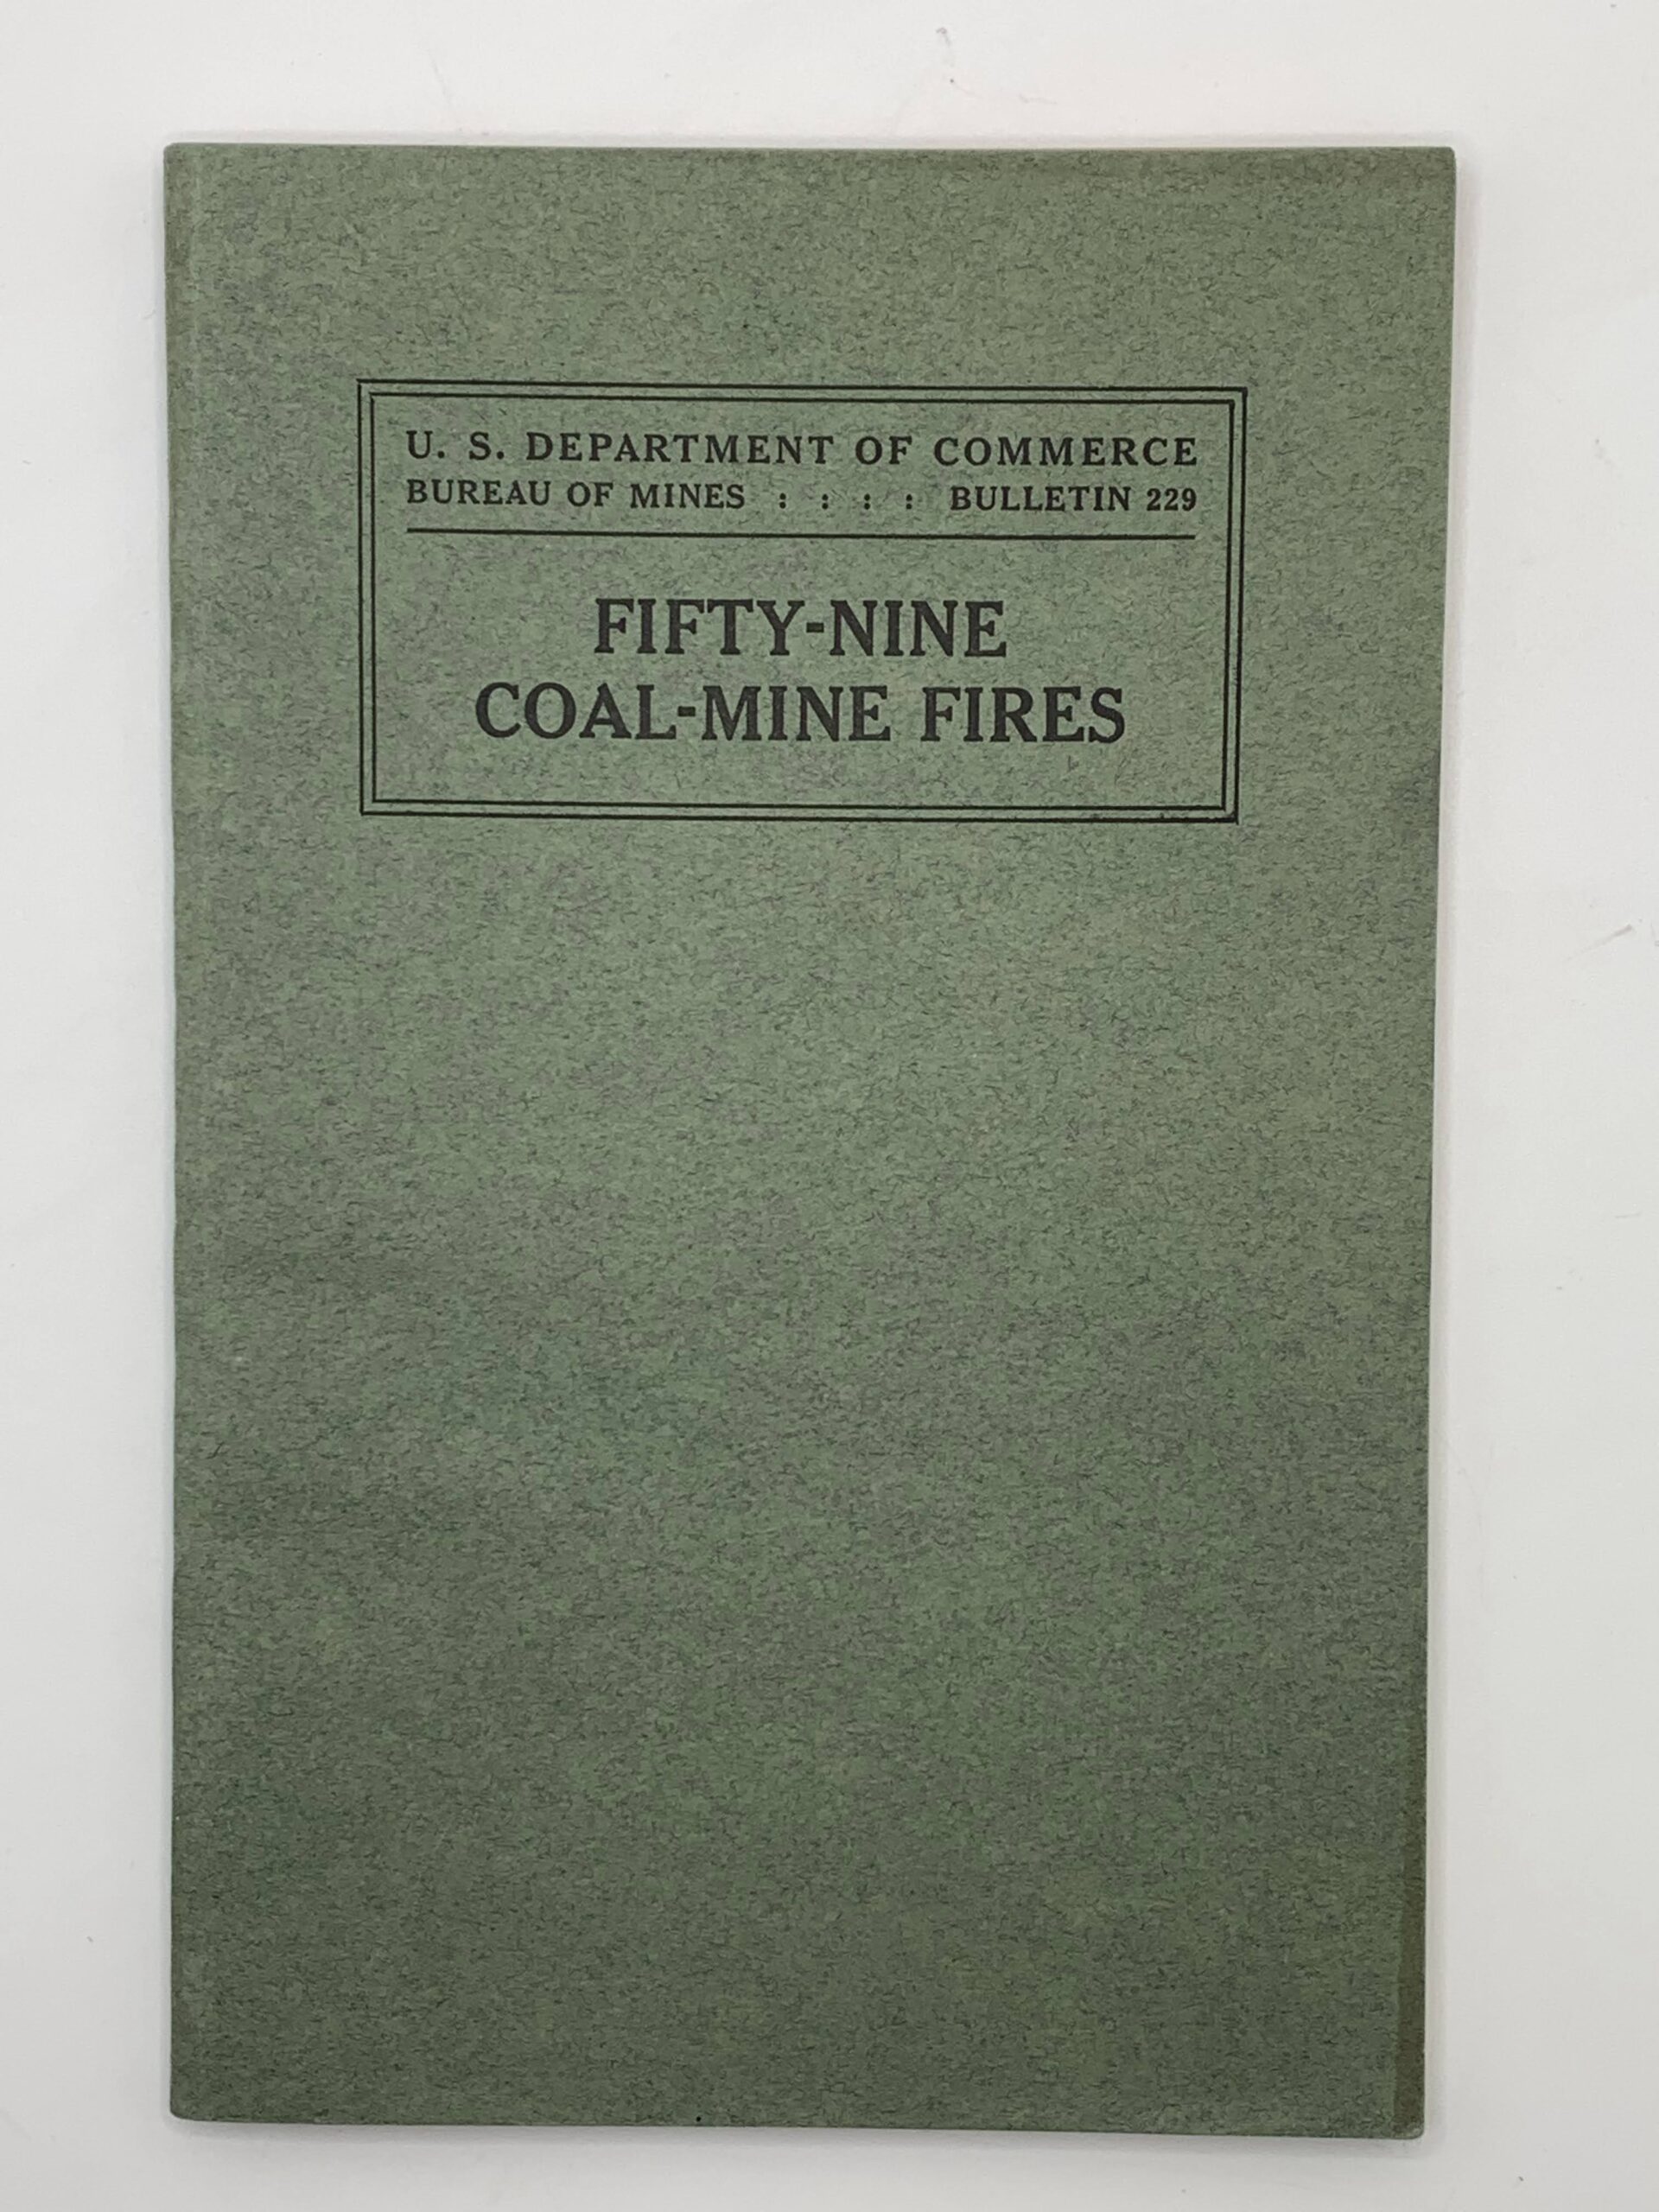 U. S. DEPARTMENT OF COMMERCE
BUREAU OF MINES : : : : BULLETIN 229
FIFTY-NINE
COAL-MINE FIRES